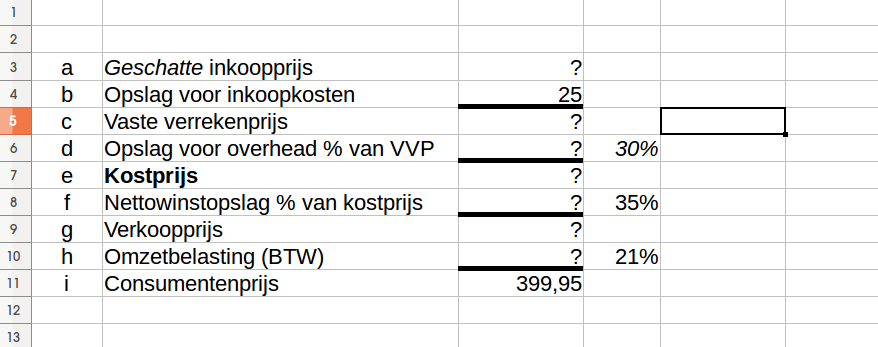 1
2
3 a Geschatte inkoopprijs ?
4 b Opslag voor inkoopkosten 25
5 c Vaste verrekenprijs ?
6 d Opslag voor overhead % van VVP ? 30%
7 e Kostprijs ?
8 f Nettowinstopslag % van kostprijs ? 35%
9 g Verkoopprijs ?
10 h Omzetbelasting (BTW) ? 21%
11 i Consumentenprijs 399,95
12
13